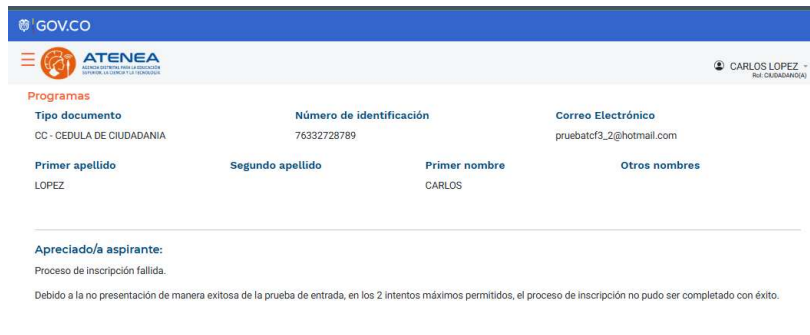 GOV.CO
ATENEA
AGENCIA DISTRITAL PARA LA EDUCACIÓN
SUPERIOR, LA CIENCIA Y LA TECNOLOGÍA
CARLOS LOPEZ
Rol: CIUDADANO(A)
Programas
Tipo documento Número de identificación Correo Electrónico
CC - CEDULA DE CIUDADANIA 76332728789 pruebatcf3_2@hotmail.com
Primer apellido Segundo apellido Primer nombre Otros nombres
LOPEZ CARLOS
Apreciado/a aspirante:
Proceso de inscripción fallida.
Debido a la no presentación de manera exitosa de la prueba de entrada, en los 2 intentos máximos permitidos, el proceso de inscripción no pudo ser completado con éxito.